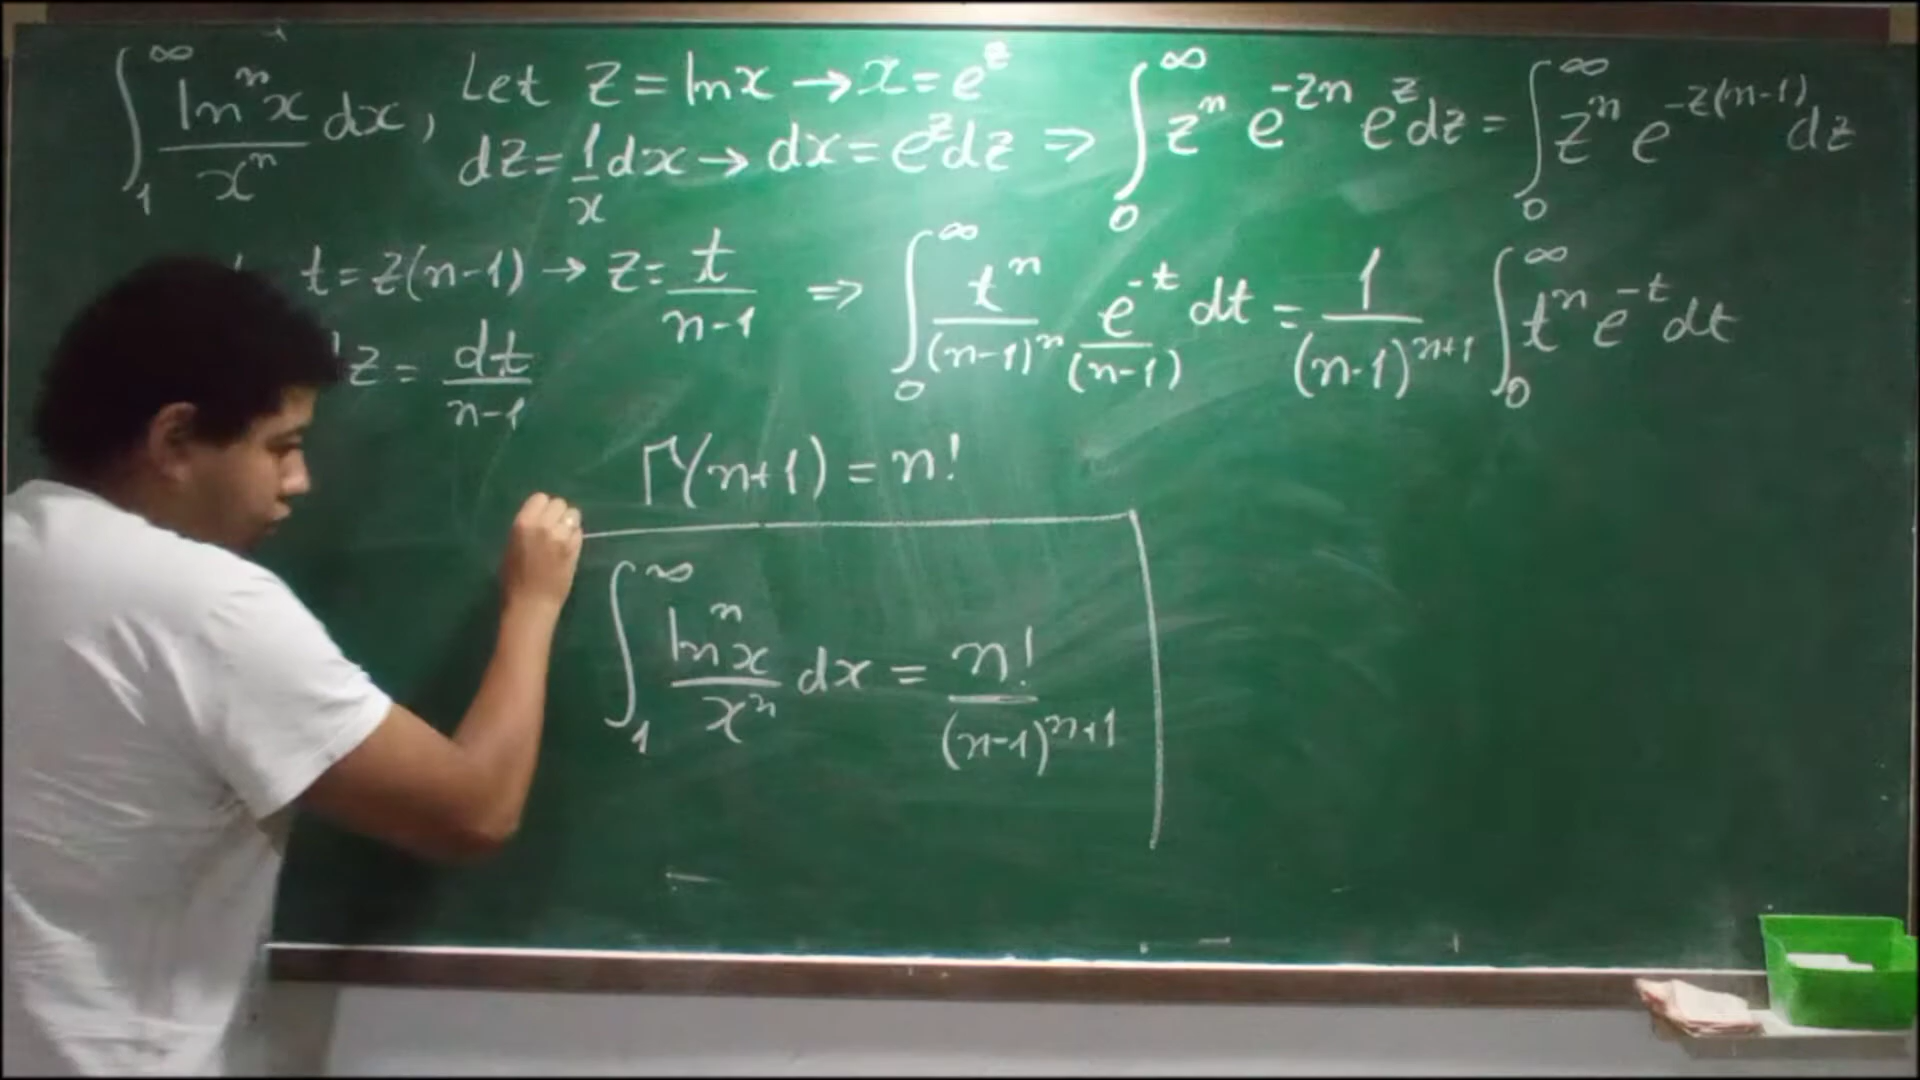 ∫₁^∞ lnⁿx/xⁿ dx, Let z = ln x → x = e^z
dz = 1/x dx → dx = e^z dz ⇒ ∫₀^∞ zⁿ e^{-zn} e^z dz = ∫₀^∞ zⁿ e^{-z(n-1)} dz
t = z(n-1) → z = t/(n-1) ⇒ ∫₀^∞ tⁿ/(n-1)ⁿ e^{-t}/(n-1) dt = 1/(n-1)^{n+1} ∫₀^∞ tⁿ e^{-t} dt
dz = dt/(n-1)
Γ(n+1) = n!
∫₁^∞ lnⁿx/xⁿ dx = n!/(n-1)^{n+1}